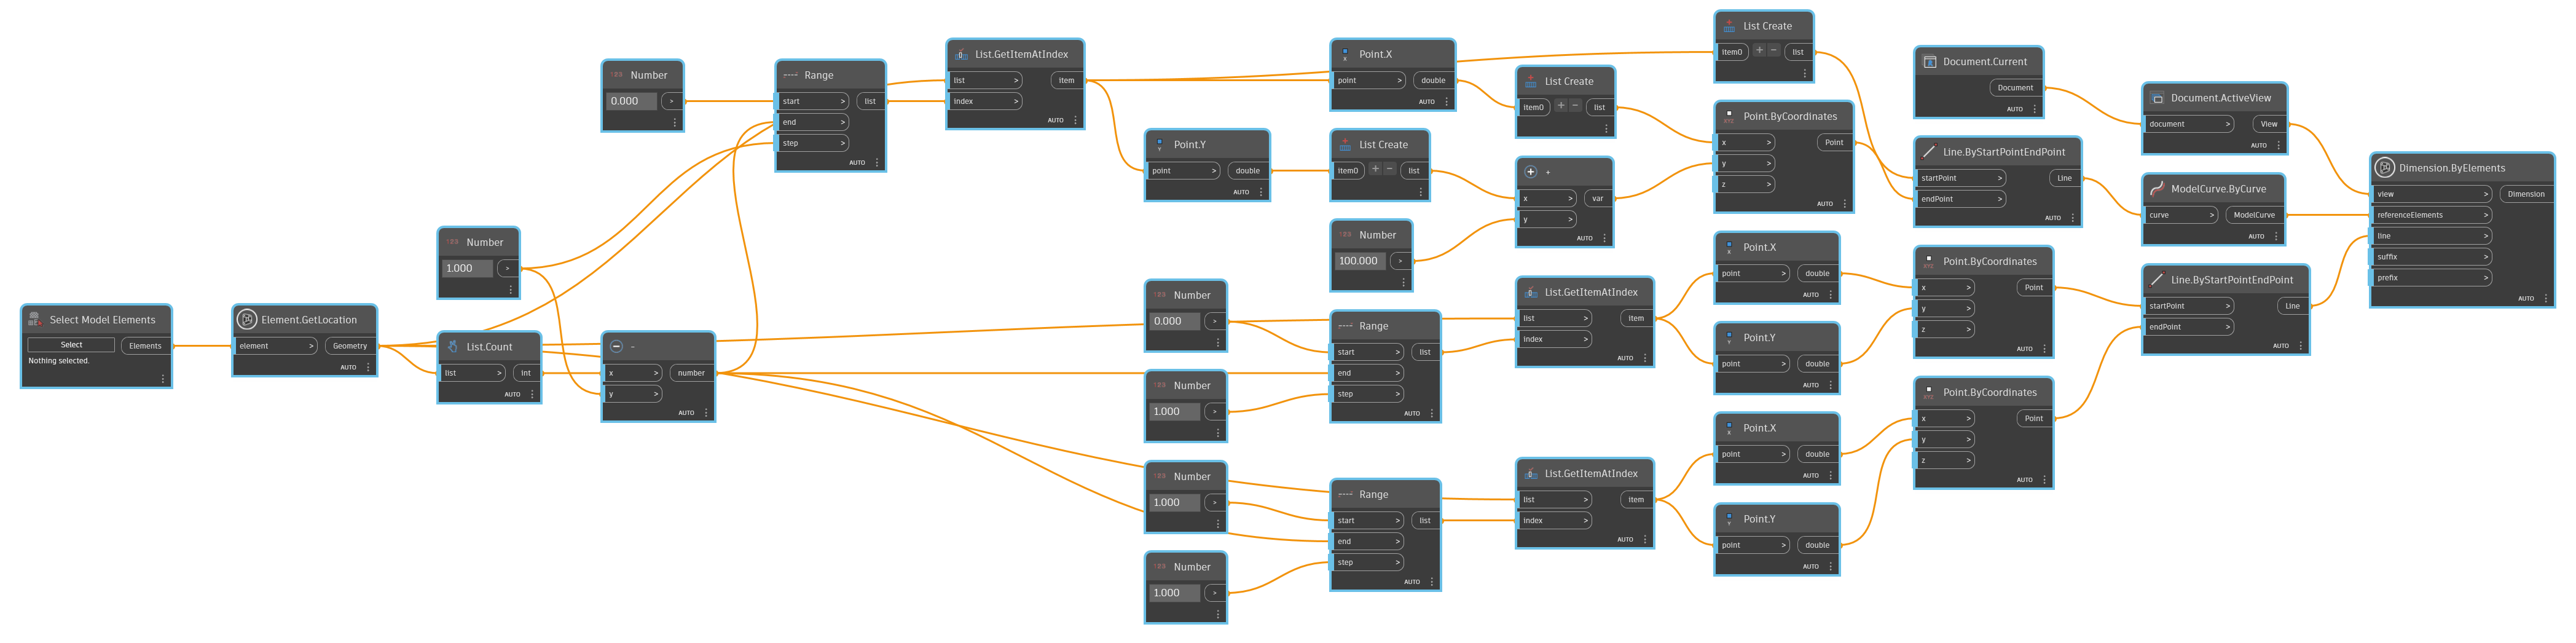 Select Model Elements
Select
Elements
Nothing selected.
Element.GetLocation
element >
Geometry
AUTO
Number
1.000
>
List.Count
list >
int
AUTO
Number
0.000
>
-
x >
number
y >
AUTO
Range
start >
list
end >
step >
AUTO
List.GetItemAtIndex
list >
item
index >
AUTO
Point.Y
point >
double
AUTO
Number
0.000
>
Number
1.000
>
Number
1.000
>
Number
1.000
>
Point.X
point >
double
AUTO
List Create
item0
+
-
list
Number
100.000
>
Range
start >
list
end >
step >
AUTO
Range
start >
list
end >
step >
AUTO
List Create
item0
+
-
list
+
x >
var
y >
AUTO
List.GetItemAtIndex
list >
item
index >
AUTO
List.GetItemAtIndex
list >
item
index >
AUTO
List Create
item0
+
-
list
Point.ByCoordinates
x >
Point
y >
z >
AUTO
Point.X
point >
double
AUTO
Point.Y
point >
double
AUTO
Point.X
point >
double
AUTO
Point.Y
point >
double
AUTO
Document.Current
Document
AUTO
Line.ByStartPointEndPoint
startPoint >
Line
endPoint >
AUTO
Point.ByCoordinates
x >
Point
y >
z >
AUTO
Point.ByCoordinates
x >
Point
y >
z >
AUTO
Document.ActiveView
document >
View
AUTO
ModelCurve.ByCurve
curve >
ModelCurve
AUTO
Line.ByStartPointEndPoint
startPoint >
Line
endPoint >
AUTO
Dimension.ByElements
view >
Dimension
referenceElements >
line >
suffix >
prefix >
AUTO